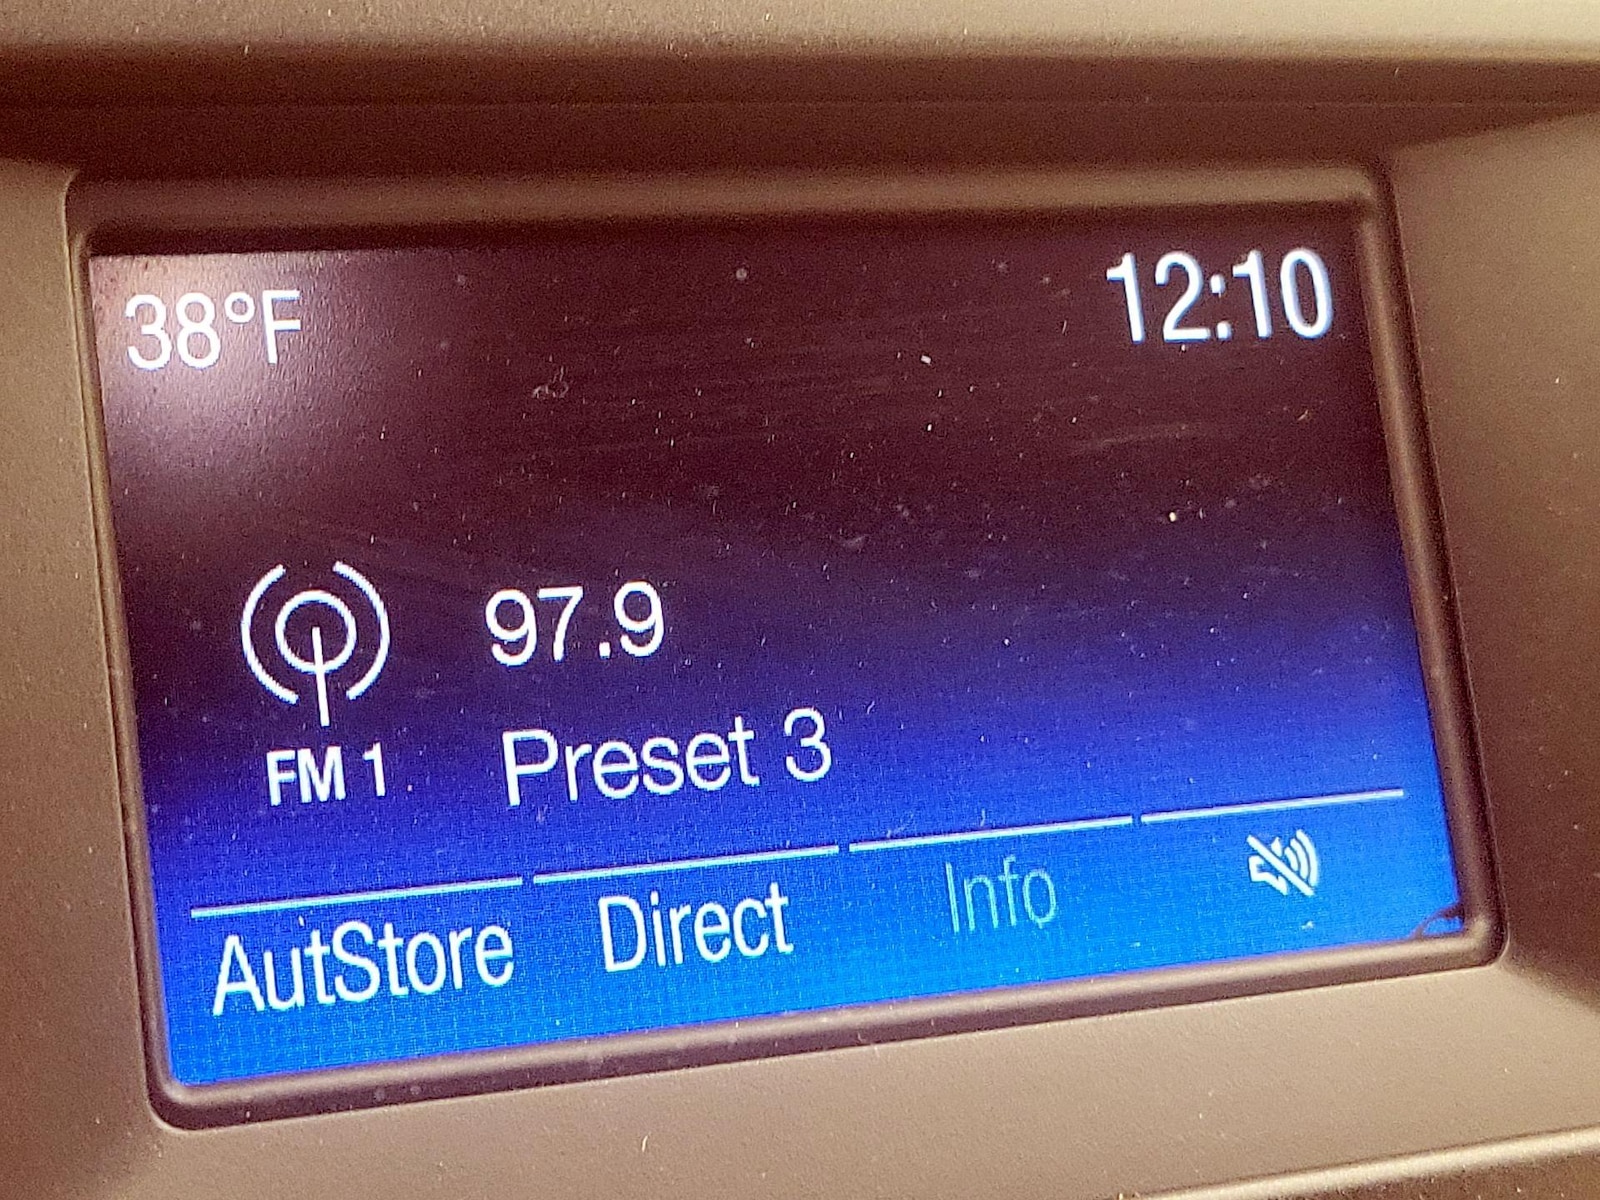 38°F 12:10
97.9
FM 1 Preset 3
AutStore Direct Info